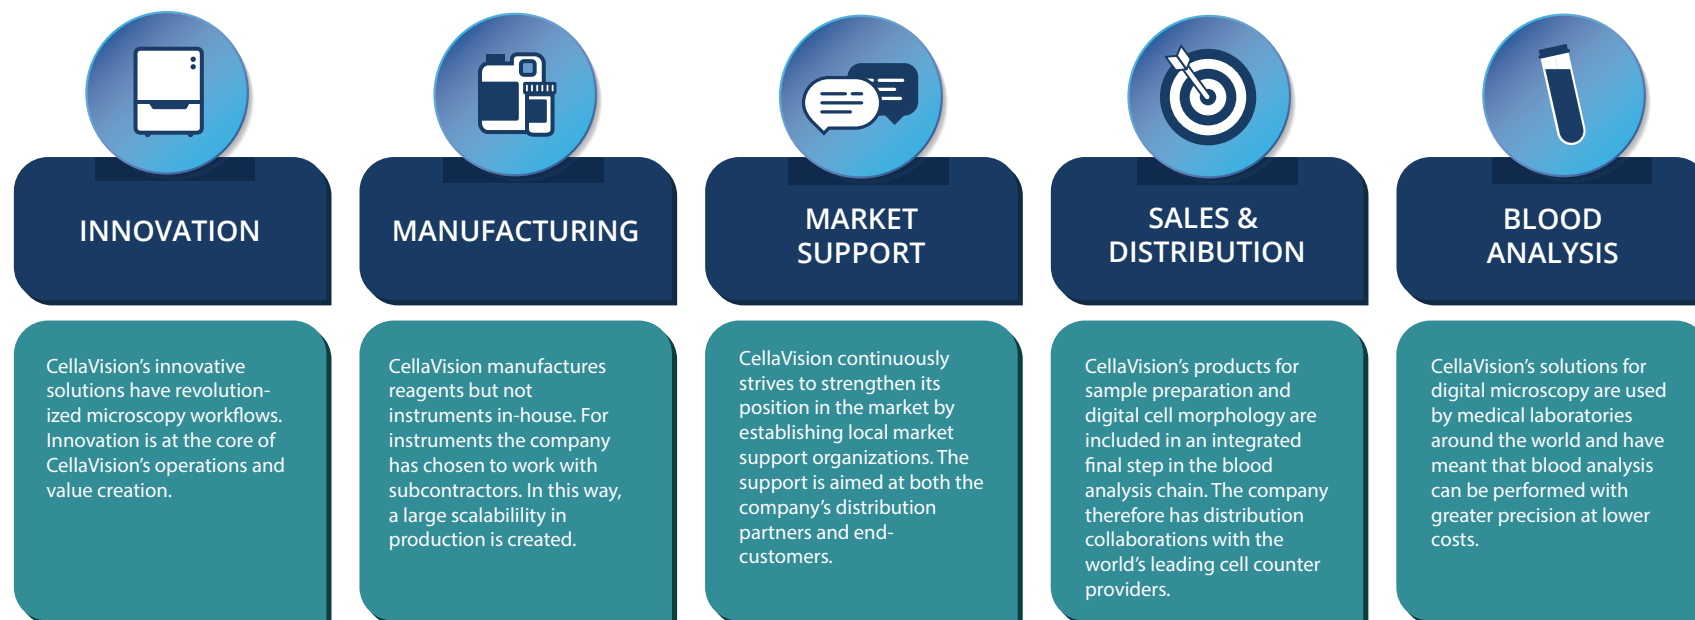 INNOVATION
CellaVision’s innovative
solutions have revolution-
ized microscopy workflows.
Innovation is at the core of
CellaVision’s operations and
value creation.
MANUFACTURING
CellaVision manufactures
reagents but not
instruments in-house. For
instruments the company
has chosen to work with
subcontractors. In this way,
a large scalabilility in
production is created.
MARKET
SUPPORT
CellaVision continuously
strives to strengthen its
position in the market by
establishing local market
support organizations. The
support is aimed at both the
company’s distribution
partners and end-
customers.
SALES &
DISTRIBUTION
CellaVision’s products for
sample preparation and
digital cell morphology are
included in an integrated
final step in the blood
analysis chain. The company
therefore has distribution
collaborations with the
world’s leading cell counter
providers.
BLOOD
ANALYSIS
CellaVision’s solutions for
digital microscopy are used
by medical laboratories
around the world and have
meant that blood analysis
can be performed with
greater precision at lower
costs.